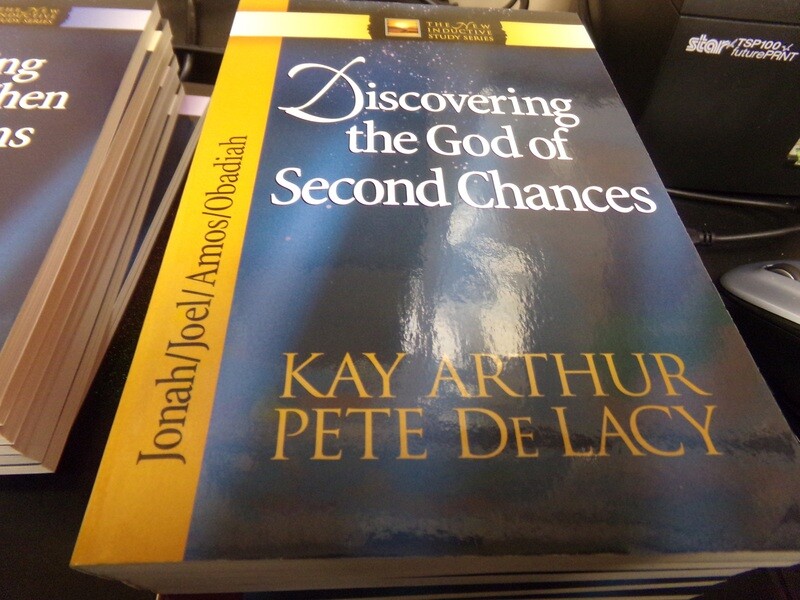 THE NEW
INDUCTIVE
STUDY SERIES
Discovering
the God of
Second Chances
Jonah/Joel/Amos/Obadiah
KAY ARTHUR
PETE DE LACY
star TSP100
futurePRNT